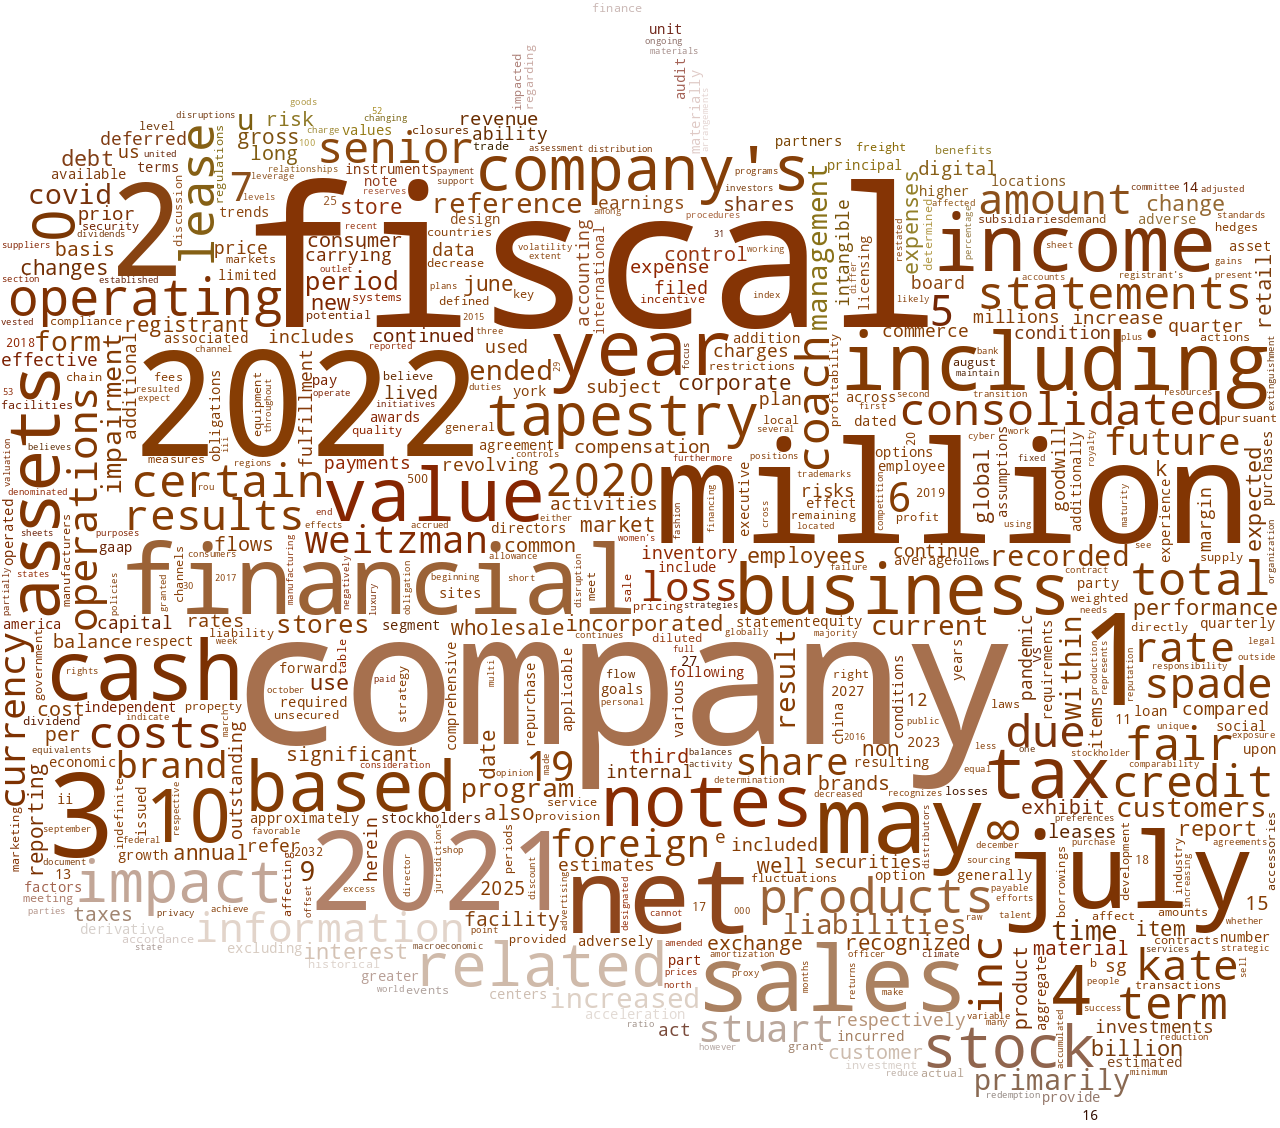 finance
unit
ongoing
materials
impacted
regarding
audit
materially
arrangements
goods
disruptions
52
changing
level
deferred
u
risk
charge
values
closures
revenue
ability
us
united
gross
100
senior
trade
assessment
distribution
partners
freight
benefits
debt
available
terms
lease
regulations
long
relationships
instruments
payment
support
company's
programs
principal
digital
covid
discussion
7
leverage
levels
25
note
reserves
store
reference
earnings
investors
shares
management
intangible
expenses
higher
affected
locations
committee
14
adjusted
amount
change
prior
security
dividends
trends
recent
design
countries
among
procedures
determined
subsidiaries
demand
adverse
standards
hedges
suppliers
0
basis
2
fiscal
price
markets
consumer
carrying
data
decrease
volatility
extent
accounting
international
31
control
working
restated
licensing
percentage
income
sheet
asset
gains
changes
established
limited
outlet
period
systems
plans
june
key
expense
filed
incentive
index
differ
board
accounts
registrant's
present
section
operating
new
potential
defined
2015
likely
5
statements
retail
vested
compliance
registrant
includes
continued
three
addition
commerce
millions
increase
quarter
actions
form
2018
associated
channel
reported
used
year
charges
restrictions
focus
profitability
condition
plus
effective
chain
fees
resulted
expect
2022
equipment
throughout
fulfillment
believe
pay
operate
initiatives
lived
awards
quality
ended
29
duties
york
subject
corporate
plan
coach
across
first
august
maintain
bank
second
transition
including
resources
extinguishment
53
facilities
assets
operations
impairment
additional
measures
obligations
iii
general
tapestry
local
several
dated
consolidated
pursuant
believes
valuation
denominated
regions
payments
agreement
controls
compensation
furthermore
positions
options
employee
20
cyber
work
fixed
royalty
future
certain
rou
500
revolving
2020
million
trademarks
risks
6
2019
global
assumptions
goodwill
additionally
k
expected
purchases
results
end
value
activities
fashion
financing
cross
executive
effect
remaining
located
competition
profit
using
maturity
experience
margin
operated
sheets
purposes
effects
accrued
either
directors
market
women's
gaap
manufacturers
flows
weitzman
common
inventory
employees
continue
recorded
see
supply
organization
partially
states
policies
channels
granted
30
consumers
2017
financial
manufacturing
negatively
luxury
obligation
allowance
beginning
short
sites
disruption
meet
sale
include
loss
failure
average
follows
contract
party
weighted
needs
total
america
capital
rates
liability
week
stores
segment
wholesale
incorporated
pricing
strategies
business
statement
equity
majority
current
performance
directly
quarterly
currency
government
balance
respect
company
continues
diluted
globally
full
result
years
pandemic
requirements
within
production
represents
reputation
rate
legal
outside
responsibility
cash
rights
forward
table
use
required
october
unsecured
paid
strategy
comprehensive
flow
goals
personal
multi
repurchase
applicable
27
following
various
right
2027
china
2016
conditions
12
public
2023
laws
spade
cost
independent
property
dividend
per
indicate
march
costs
significant
consideration
date
opinion
made
third
internal
balances
activity
determination
share
non
resulting
less
one
due
stockholder
items
11
loan
unique
compared
social
exposure
fair
comparability
upon
economic
equivalents
brand
outstanding
based
program
19
decreased
brands
recognizes
losses
equal
tax
credit
ii
reporting
3
september
indefinite
issued
federal
10
respective
approximately
favorable
stockholders
also
service
provision
notes
may
distributors
exhibit
preferences
customers
marketing
document
growth
annual
refer
2032
herein
shop
jurisdictions
periods
foreign
e
included
8
december
leases
purchase
report
agreements
accessories
factors
13
meeting
impact
affecting
9
offset
excess
2021
director
2025
discount
advertising
estimates
designated
well
securities
fluctuations
option
sourcing
generally
borrowings
development
18
industry
increasing
parties
taxes
privacy
achieve
information
point
facility
net
cannot
17
000
products
payable
efforts
talent
july
affect
amounts
whether
15
derivative
accordance
state
excluding
interest
macroeconomic
provided
adversely
liabilities
raw
time
item
number
historical
related
part
amended
exchange
amortization
officer
recognized
climate
inc
material
contracts
services
strategic
greater
world
events
centers
increased
prices
north
proxy
sales
months
returns
make
product
aggregate
b
sg
people
kate
transactions
sell
acceleration
ratio
act
stuart
respectively
variable
many
4
success
term
however
grant
incurred
customer
stock
accumulated
investments
reduction
billion
estimated
investment
reduce
actual
primarily
minimum
redemption
provide
16